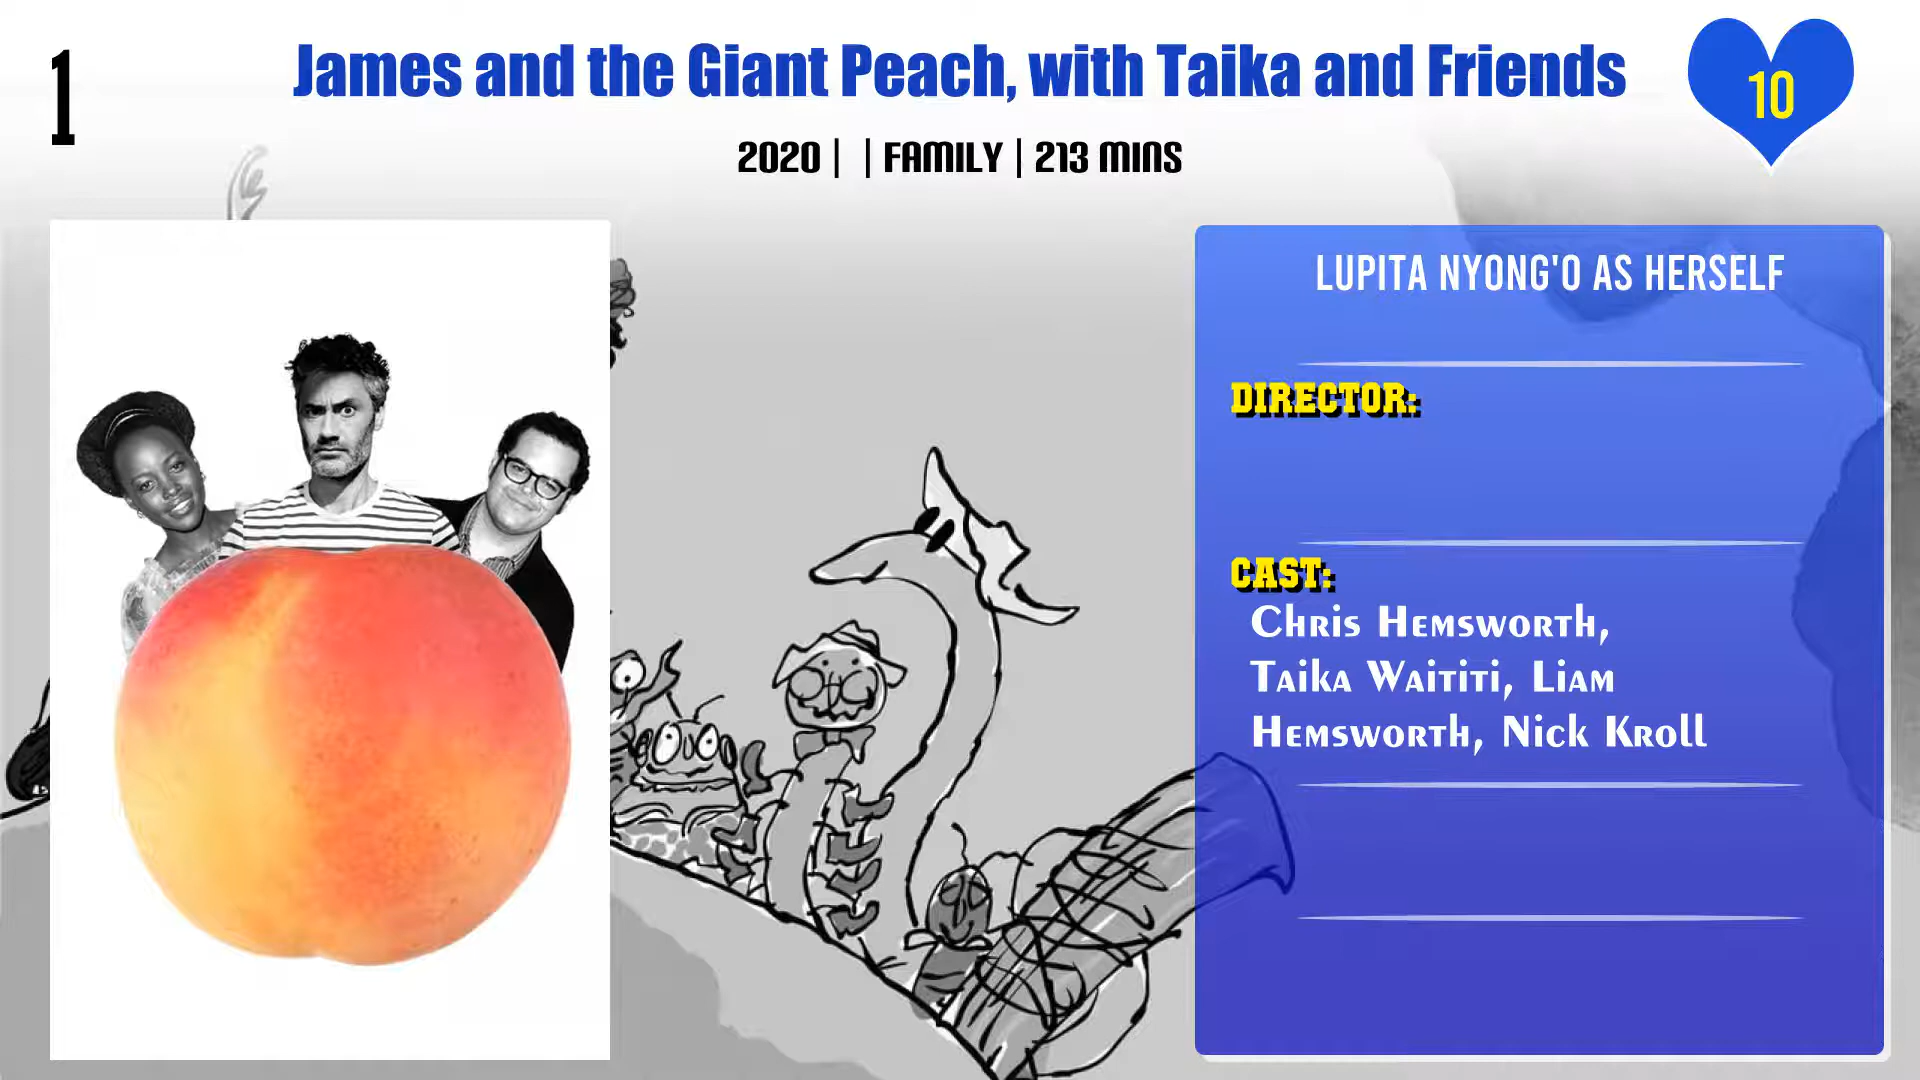 1
James and the Giant Peach, with Taika and Friends
10
2020 | | FAMILY | 213 MINS
LUPITA NYONG'O AS HERSELF
DIRECTOR:
CAST:
Chris Hemsworth,
Taika Waititi, Liam
Hemsworth, Nick Kroll